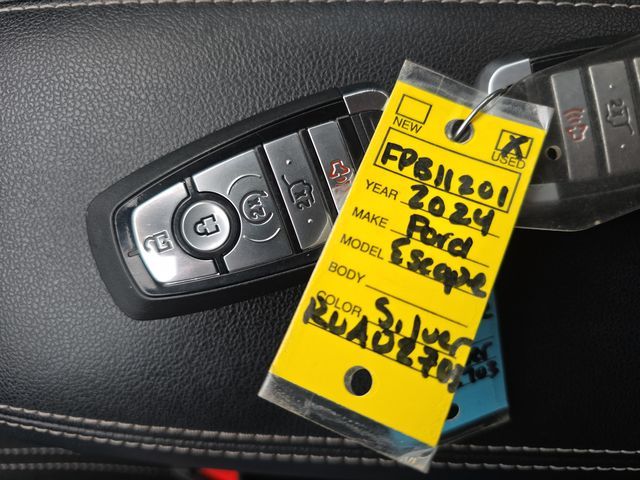 NEW
X
USED
FPB11201
YEAR 2024
MAKE Ford
MODEL Escape
BODY
COLOR Silver